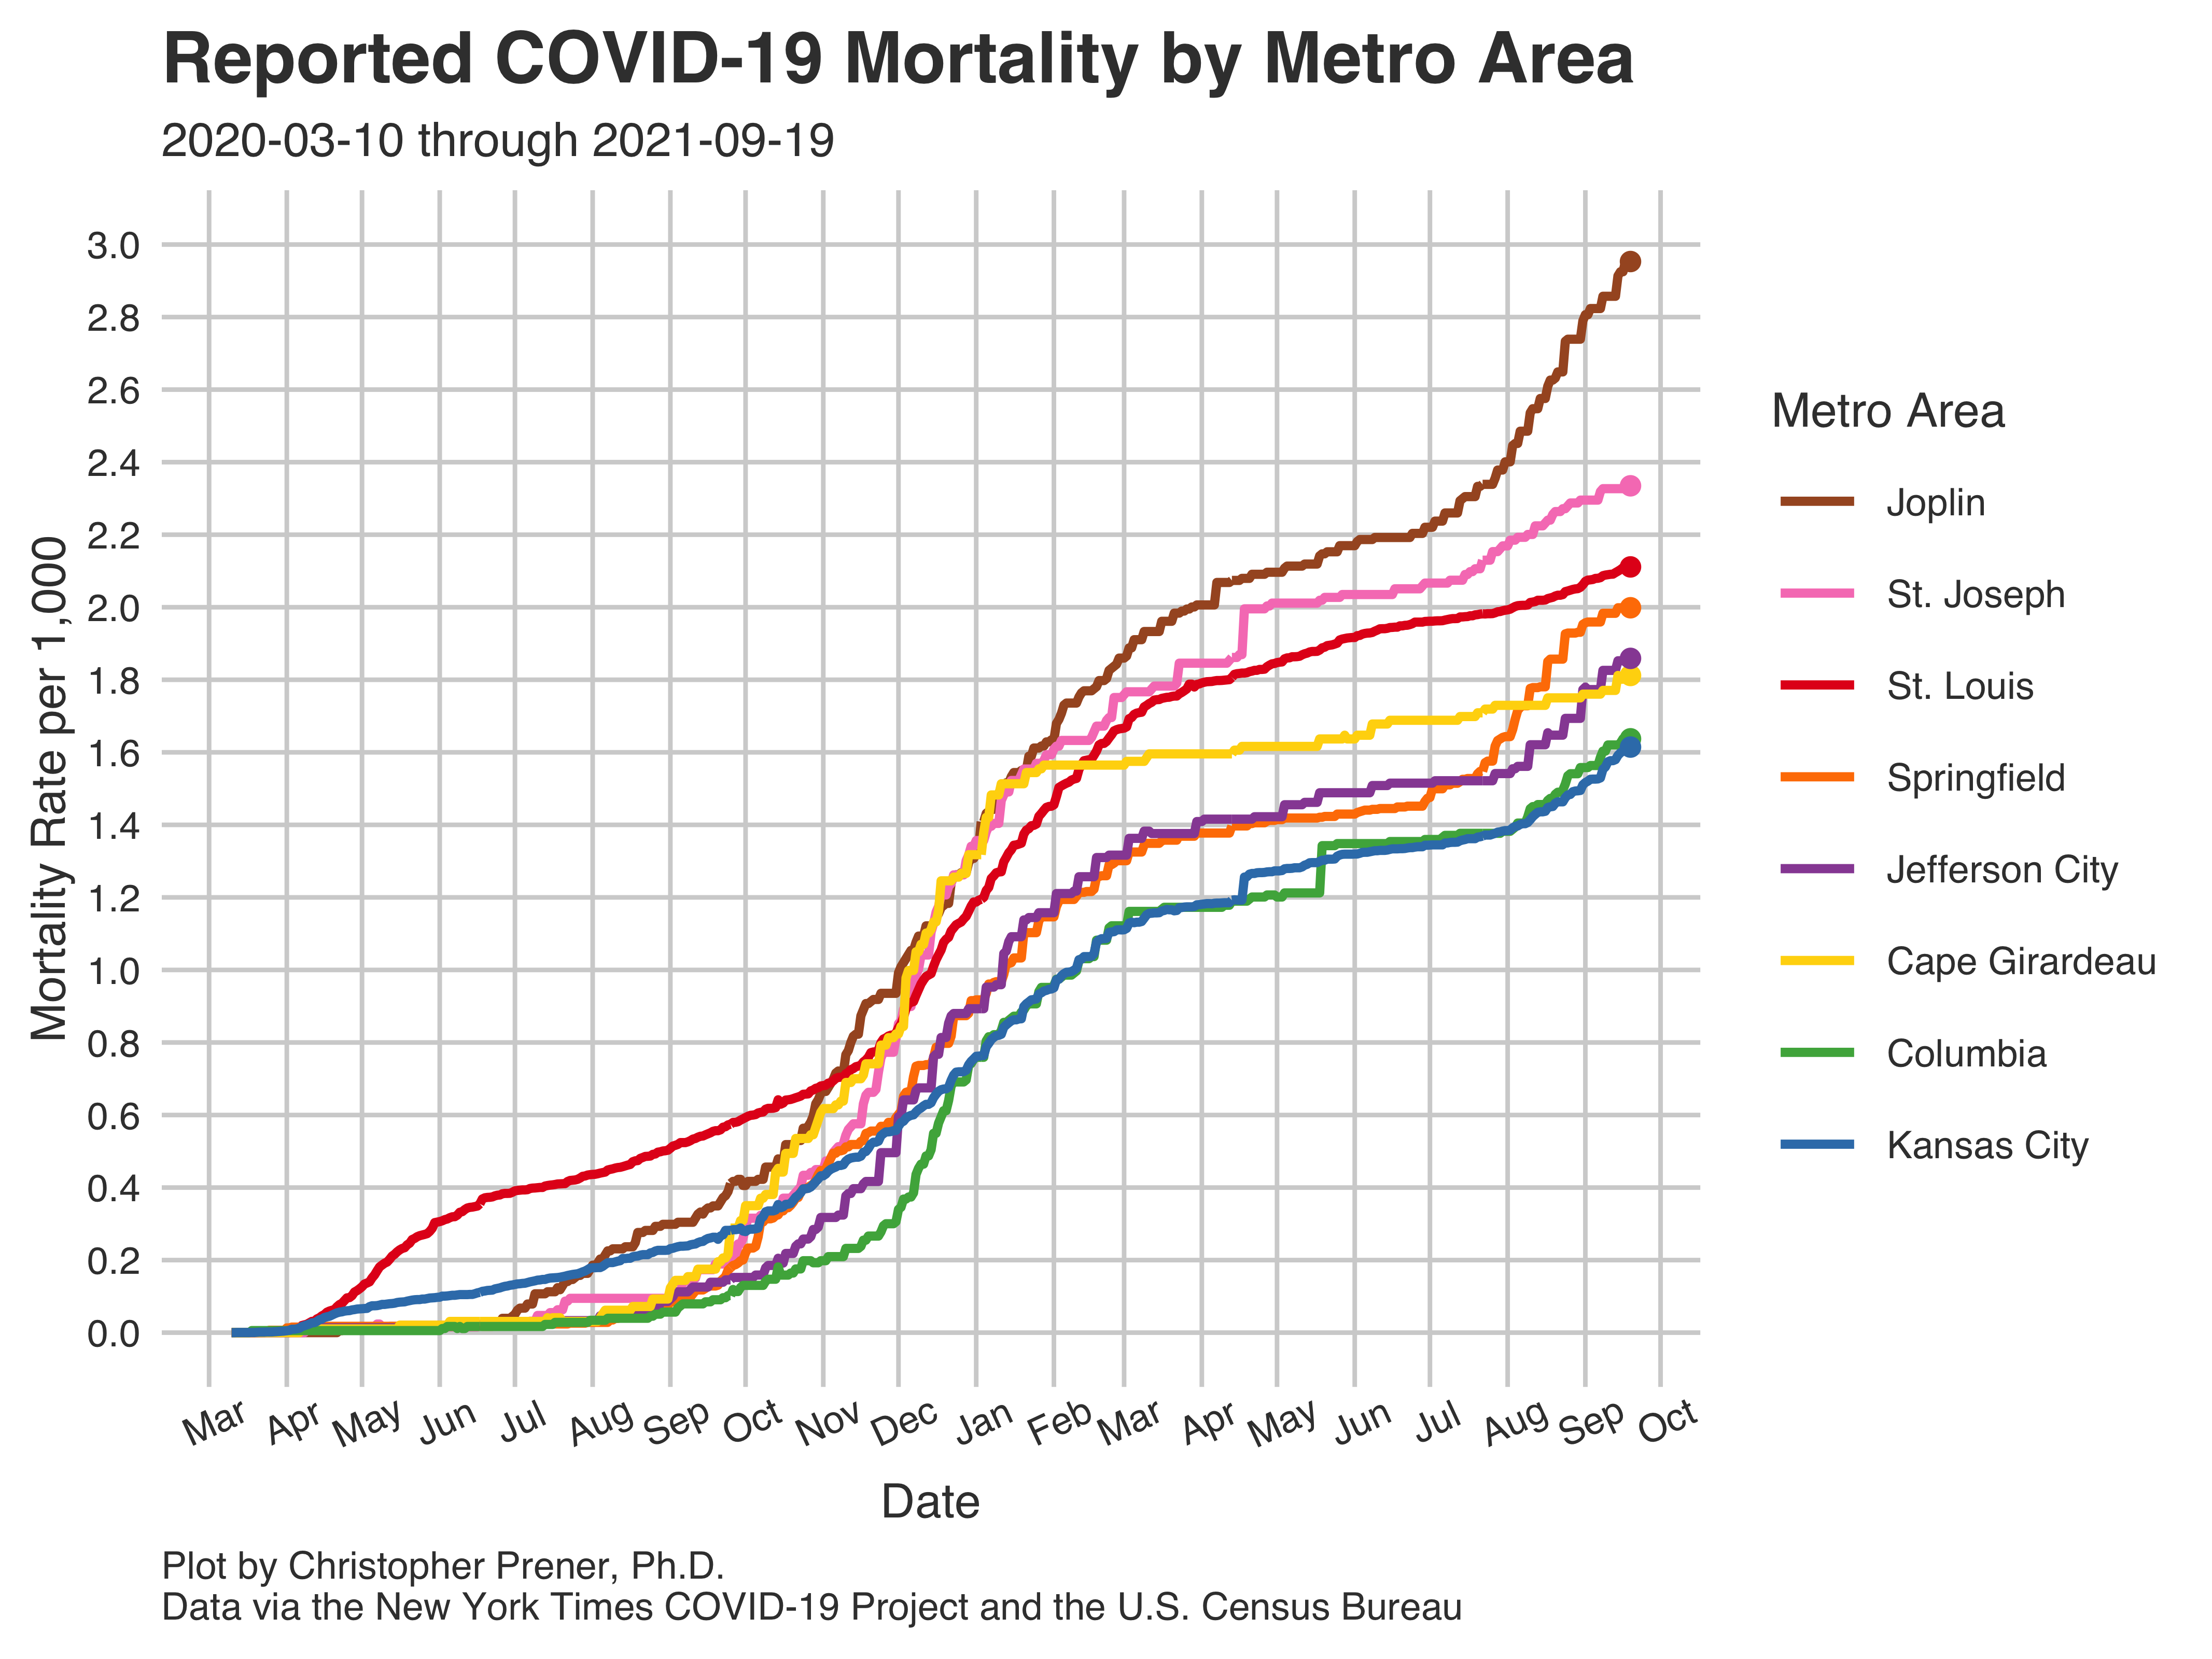 Reported COVID-19 Mortality by Metro Area
2020-03-10 through 2021-09-19
Mortality Rate per 1,000
3.0
2.8
2.6
2.4
2.2
2.0
1.8
1.6
1.4
1.2
1.0
0.8
0.6
0.4
0.2
0.0
Mar Apr May Jun Jul Aug Sep Oct Nov Dec Jan Feb Mar Apr May Jun Jul Aug Sep Oct
Date
Metro Area
Joplin
St. Joseph
St. Louis
Springfield
Jefferson City
Cape Girardeau
Columbia
Kansas City
Plot by Christopher Prener, Ph.D.
Data via the New York Times COVID-19 Project and the U.S. Census Bureau